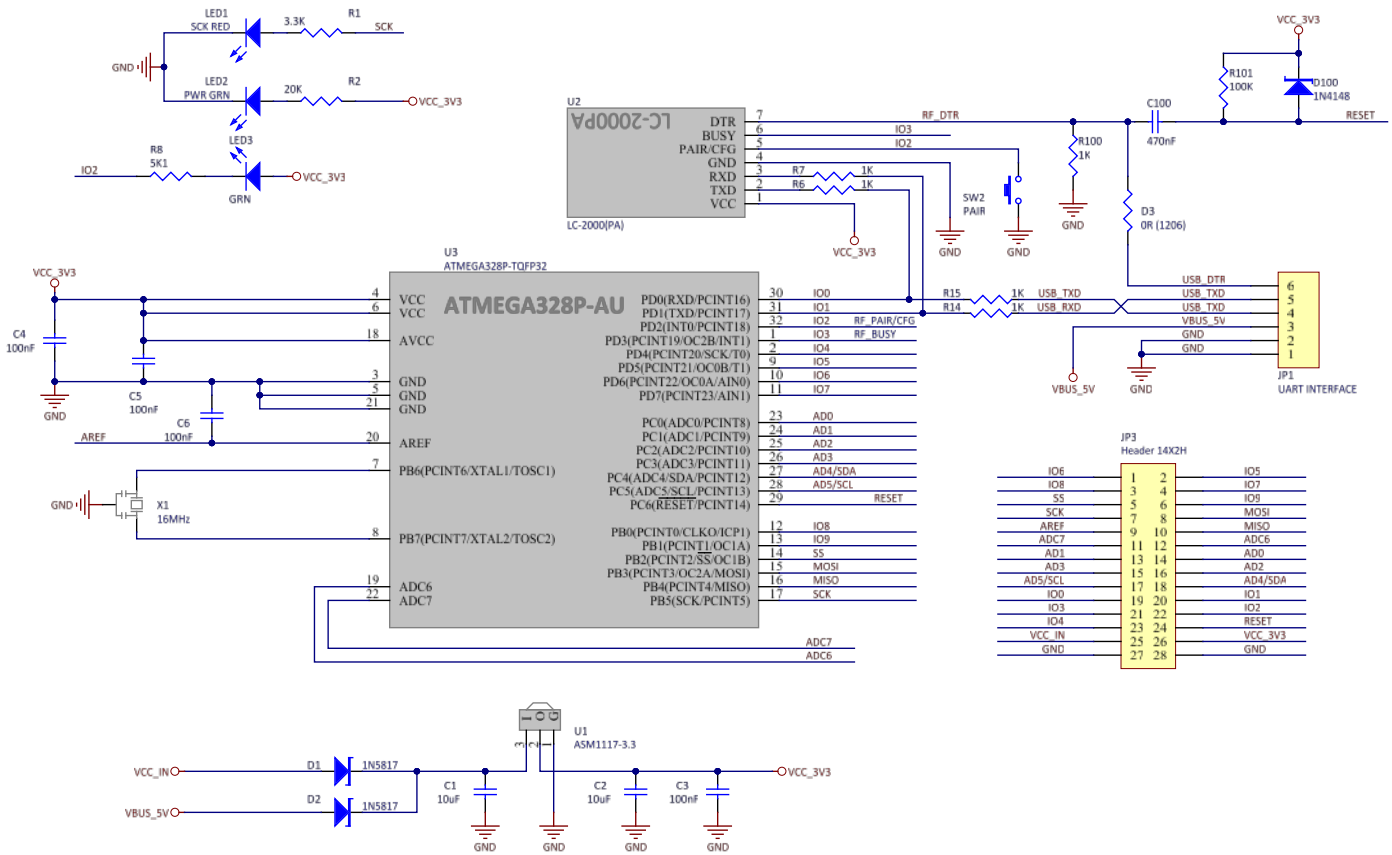 LED1
SCK RED
3.3K
R1
SCK
GND
LED2
PWR GRN
20K
R2
VCC_3V3
LED3
R8
5K1
IO2
VCC_3V3
GRN
U2
LC-2000PA
DTR 7
BUSY 6
PAIR/CFG 5
GND 4
RXD 3
TXD 2
VCC 1
LC-2000(PA)
RF_DTR
IO3
IO2
R7 1K
R6 1K
VCC_3V3
GND
SW2
PAIR
GND
R100
1K
GND
C100
470nF
R101
100K
VCC_3V3
D100
1N4148
RESET
D3
0R (1206)
U3
ATMEGA328P-TQFP32
ATMEGA328P-AU
VCC_3V3
C4
100nF
GND
C5
100nF
C6
100nF
AREF
GND
X1
16MHz
4 VCC
6 VCC
18 AVCC
3 GND
5 GND
21 GND
20 AREF
7 PB6(PCINT6/XTAL1/TOSC1)
8 PB7(PCINT7/XTAL2/TOSC2)
19 ADC6
22 ADC7
PD0(RXD/PCINT16) 30 IO0
PD1(TXD/PCINT17) 31 IO1
PD2(INT0/PCINT18) 32 IO2 RF_PAIR/CFG
PD3(PCINT19/OC2B/INT1) 1 IO3 RF_BUSY
PD4(PCINT20/SCK/T0) 2 IO4
PD5(PCINT21/OC0B/T1) 9 IO5
PD6(PCINT22/OC0A/AIN0) 10 IO6
PD7(PCINT23/AIN1) 11 IO7
PC0(ADC0/PCINT8) 23 AD0
PC1(ADC1/PCINT9) 24 AD1
PC2(ADC2/PCINT10) 25 AD2
PC3(ADC3/PCINT11) 26 AD3
PC4(ADC4/SDA/PCINT12) 27 AD4/SDA
PC5(ADC5/SCL/PCINT13) 28 AD5/SCL
PC6(RESET/PCINT14) 29 RESET
PB0(PCINT0/CLKO/ICP1) 12 IO8
PB1(PCINT1/OC1A) 13 IO9
PB2(PCINT2/SS/OC1B) 14 SS
PB3(PCINT3/OC2A/MOSI) 15 MOSI
PB4(PCINT4/MISO) 16 MISO
PB5(SCK/PCINT5) 17 SCK
ADC7
ADC6
R15 1K USB_TXD
R14 1K USB_RXD
USB_DTR 6
USB_TXD 5
USB_TXD 4
VBUS_5V 3
GND 2
GND 1
VBUS_5V
GND
JP1
UART INTERFACE
JP3
Header 14X2H
IO6 1 2 IO5
IO8 3 4 IO7
SS 5 6 IO9
SCK 7 8 MOSI
AREF 9 10 MISO
ADC7 11 12 ADC6
AD1 13 14 AD0
AD3 15 16 AD2
AD5/SCL 17 18 AD4/SDA
IO0 19 20 IO1
IO3 21 22 IO2
IO4 23 24 RESET
VCC_IN 25 26 VCC_3V3
GND 27 28 GND
I O G
3 2 1
U1
ASM1117-3.3
VCC_IN
D1 1N5817
VBUS_5V
D2 1N5817
C1
10uF
GND
GND
C2
10uF
GND
C3
100nF
GND
VCC_3V3